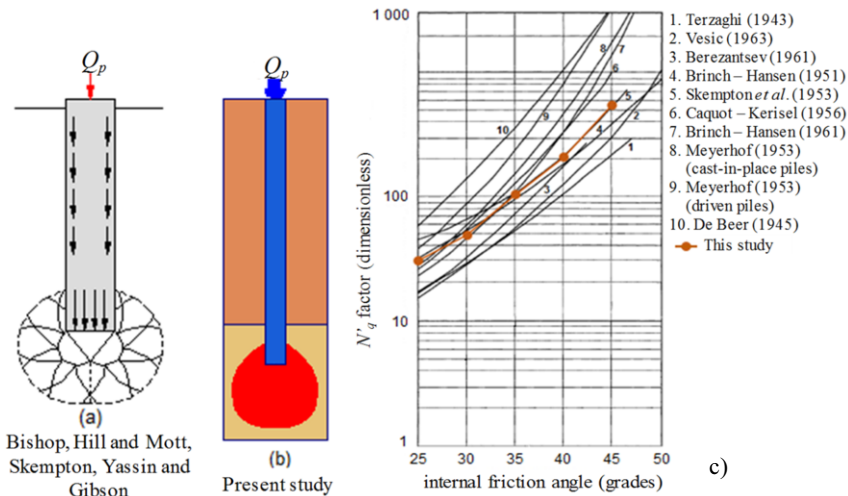 Qp
(a)
Bishop, Hill and Mott,
Skempton, Yassin and
Gibson
Qp
(b)
Present study
N'q factor (dimensionless)
1 000
100
10
1
25
30
35
40
45
50
internal friction angle (grades)
10
9
8
7
6
5
4
2
3
1
1. Terzaghi (1943)
2. Vesic (1963)
3. Berezantsev (1961)
4. Brinch – Hansen (1951)
5. Skempton et al. (1953)
6. Caquot – Kerisel (1956)
7. Brinch – Hansen (1961)
8. Meyerhof (1953)
(cast-in-place piles)
9. Meyerhof (1953)
(driven piles)
10. De Beer (1945)
This study
c)